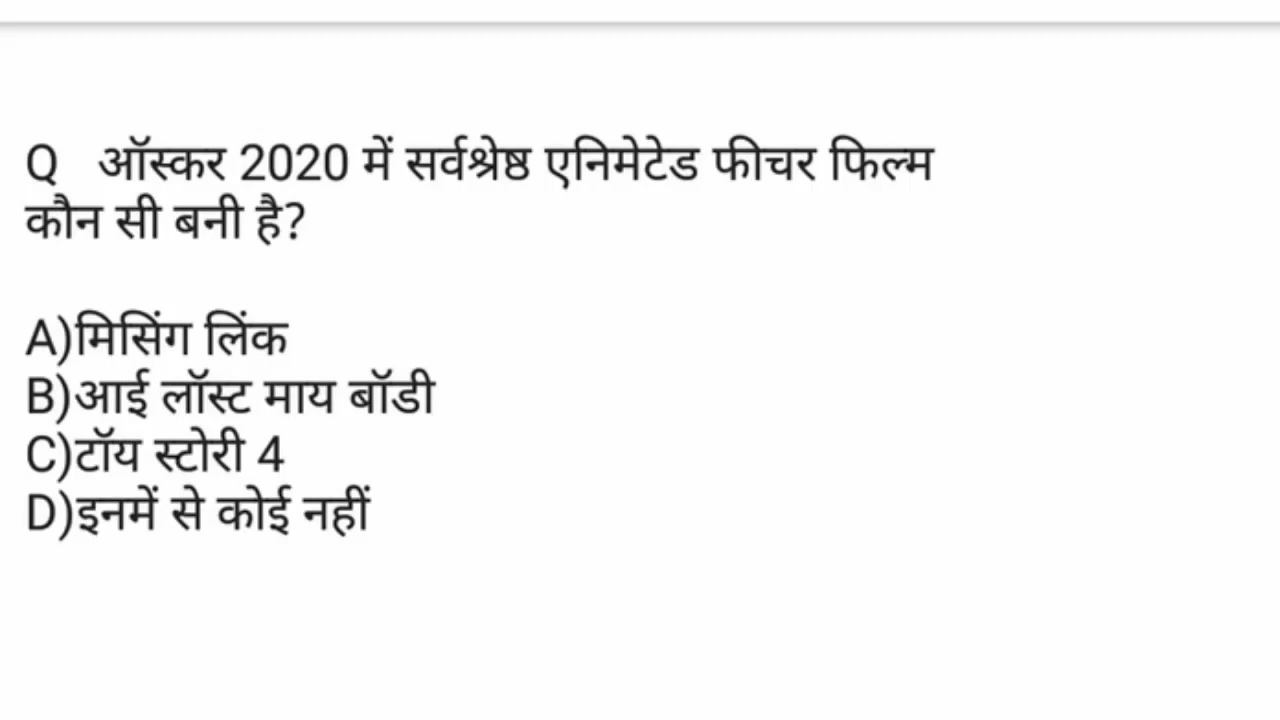 Q ऑस्कर 2020 में सर्वश्रेष्ठ एनिमेटेड फीचर फिल्म
कौन सी बनी है?
A)मिसिंग लिंक
B)आई लॉस्ट माय बॉडी
C)टॉय स्टोरी 4
D)इनमें से कोई नहीं